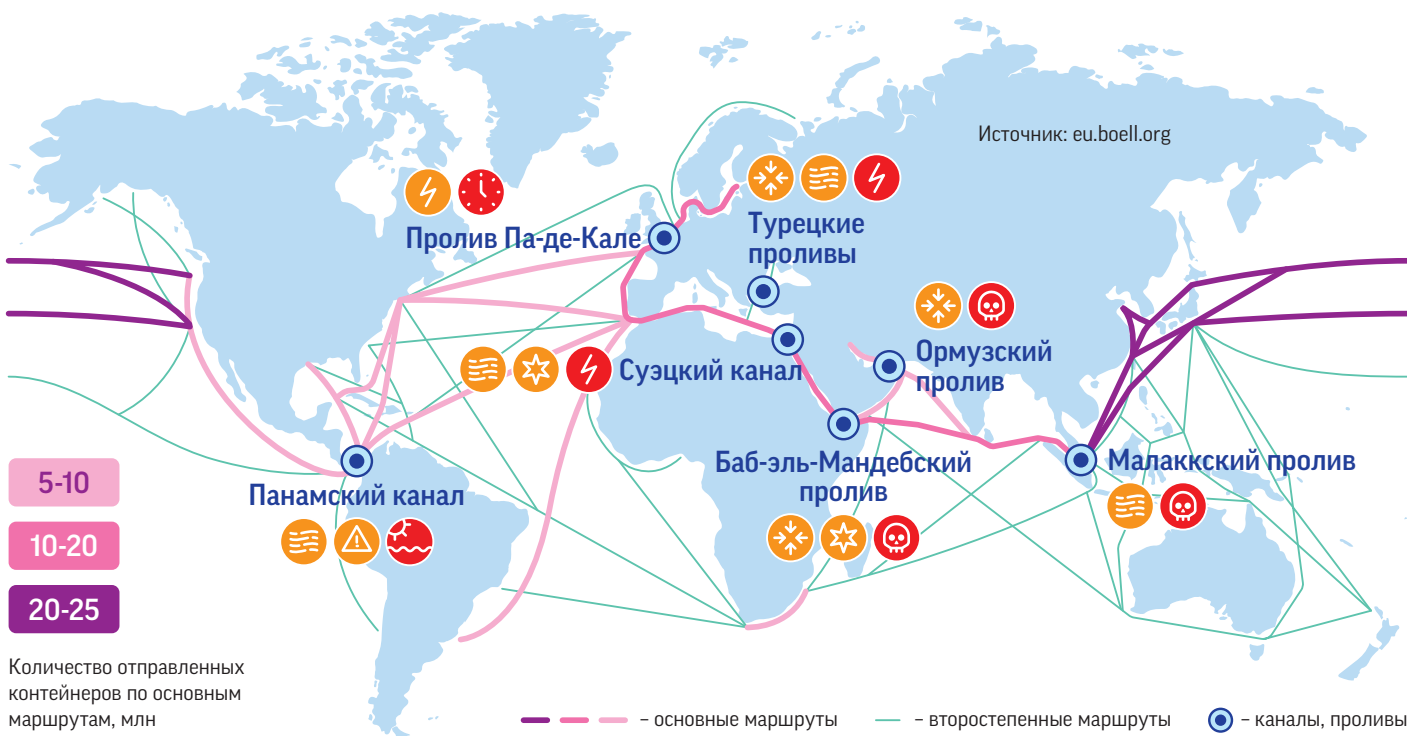 Источник: eu.boell.org
Пролив Па-де-Кале
Турецкие
проливы
Суэцкий канал
Ормузский
пролив
Баб-эль-Мандебский
пролив
Малаккский пролив
Панамский канал
5-10
10-20
20-25
Количество отправленных
контейнеров по основным
маршрутам, млн
– основные маршруты
– второстепенные маршруты
– каналы, проливы